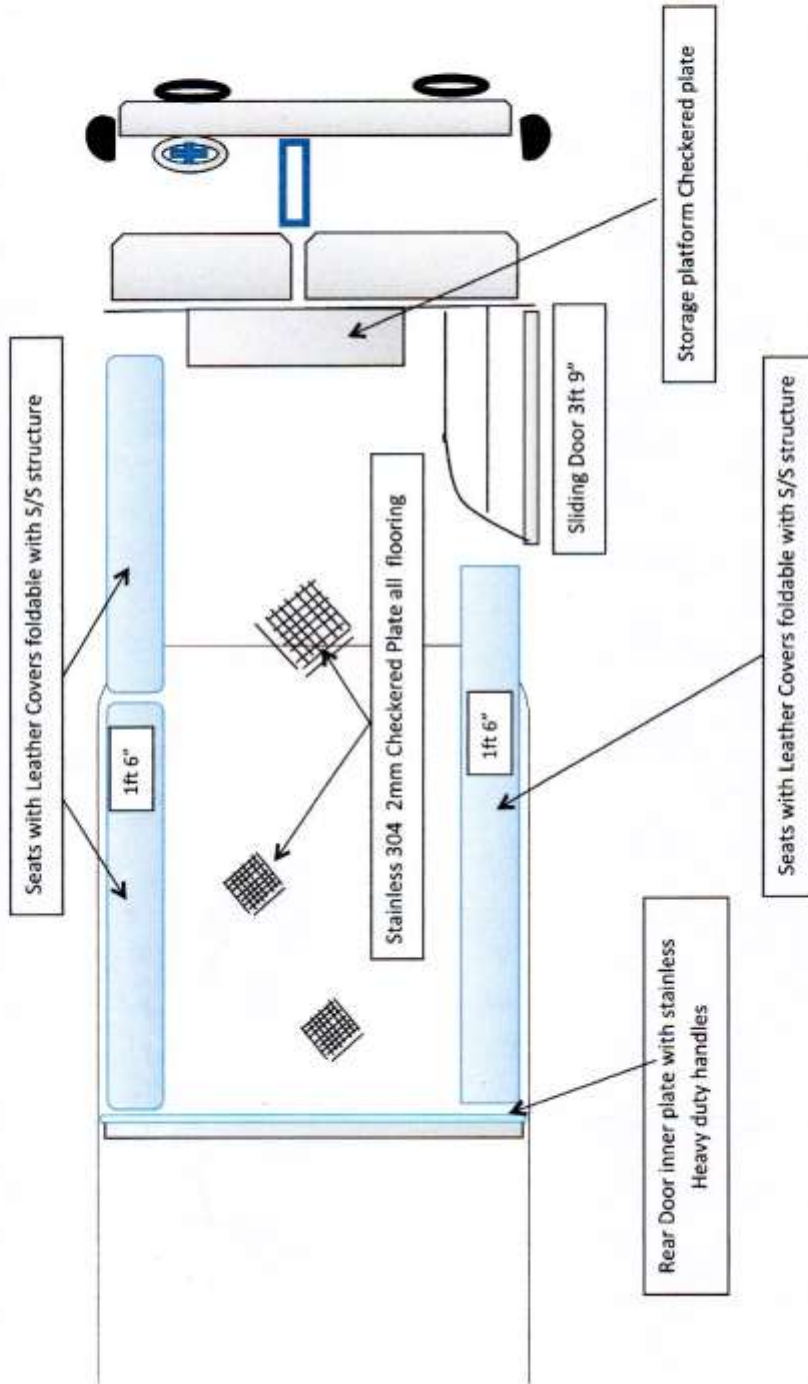 Seats with Leather Covers foldable with S/S structure
1ft 6”
1ft 6”
Stainless 304 2mm Checkered Plate all flooring
Sliding Door 3ft 9”
Storage platform Checkered plate
Rear Door inner plate with stainless
Heavy duty handles
Seats with Leather Covers foldable with S/S structure